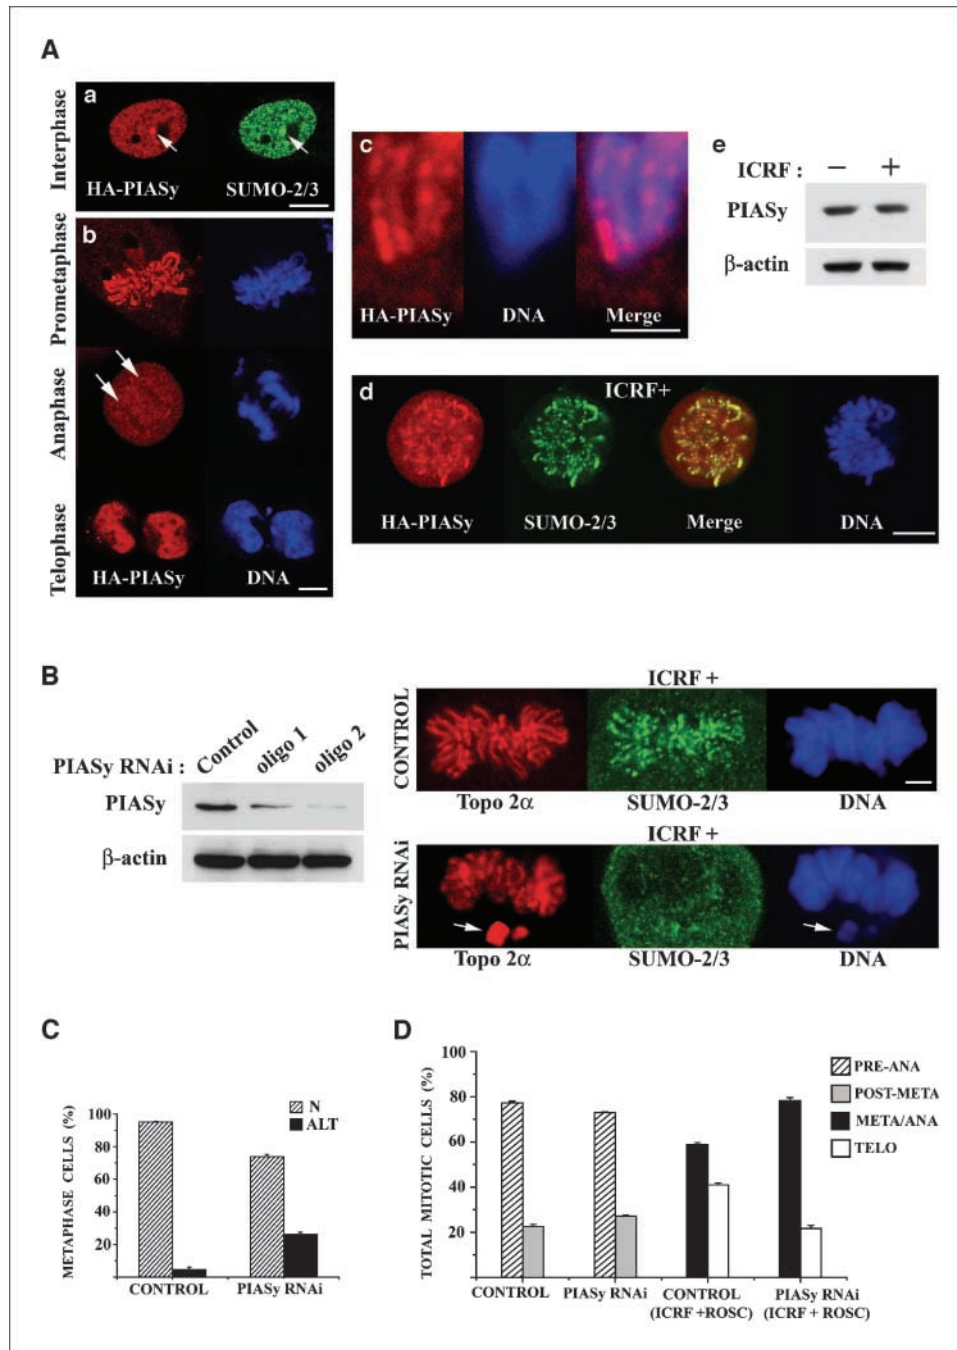 A
a
Interphase
HA-PIASy SUMO-2/3
b
Prometaphase
Anaphase
Telophase
HA-PIASy DNA
c
HA-PIASy DNA Merge
d
ICRF+
HA-PIASy SUMO-2/3 Merge DNA
e
ICRF : − +
PIASy
β-actin
B
PIASy RNAi : Control oligo 1 oligo 2
PIASy
β-actin
ICRF +
CONTROL
Topo 2α SUMO-2/3 DNA
ICRF +
PIASy RNAi
Topo 2α SUMO-2/3 DNA
C
METAPHASE CELLS (%)
100
80
60
40
20
N
ALT
CONTROL PIASy RNAi
D
TOTAL MITOTIC CELLS (%)
100
80
60
40
20
PRE-ANA
POST-META
META/ANA
TELO
CONTROL PIASy RNAi CONTROL PIASy RNAi
(ICRF +ROSC) (ICRF + ROSC)